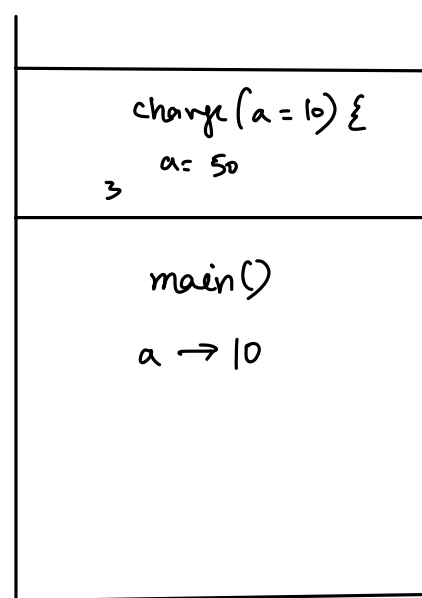 change(a = 10) {
a = 50
}
main()
a → 10